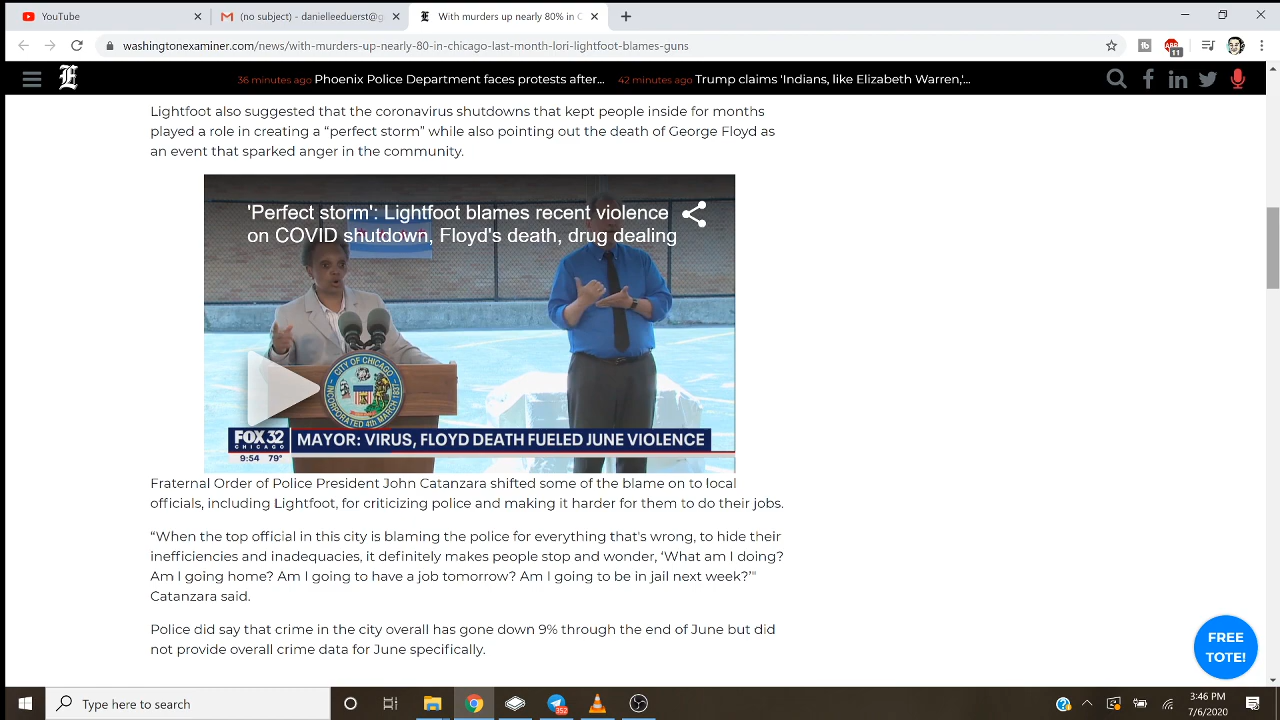 YouTube
(no subject) - danielleeduerst@g
With murders up nearly 80% in C
washingtonexaminer.com/news/with-murders-up-nearly-80-in-chicago-last-month-lori-lightfoot-blames-guns
11
36 minutes ago Phoenix Police Department faces protests after... 42 minutes ago Trump claims 'Indians, like Elizabeth Warren,'...
Lightfoot also suggested that the coronavirus shutdowns that kept people inside for months
played a role in creating a “perfect storm” while also pointing out the death of George Floyd as
an event that sparked anger in the community.
'Perfect storm': Lightfoot blames recent violence
on COVID shutdown, Floyd's death, drug dealing
CITY OF CHICAGO
INCORPORATED 4th MARCH 1837
FOX 32
CHICAGO
MAYOR: VIRUS, FLOYD DEATH FUELED JUNE VIOLENCE
9:54 79°
Fraternal Order of Police President John Catanzara shifted some of the blame on to local
officials, including Lightfoot, for criticizing police and making it harder for them to do their jobs.
“When the top official in this city is blaming the police for everything that's wrong, to hide their
inefficiencies and inadequacies, it definitely makes people stop and wonder, ‘What am I doing?
Am I going home? Am I going to have a job tomorrow? Am I going to be in jail next week?’"
Catanzara said.
Police did say that crime in the city overall has gone down 9% through the end of June but did
not provide overall crime data for June specifically.
FREE
TOTE!
Type here to search
352
3:46 PM
7/6/2020